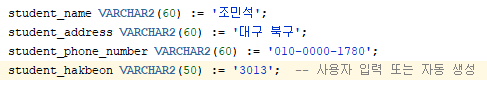 student_name VARCHAR2(60) := '조민석';
student_address VARCHAR2(60) := '대구 북구';
student_phone_number VARCHAR2(60) := '010-0000-1780';
student_hakbeon VARCHAR2(50) := '3013';  -- 사용자 입력 또는 자동 생성